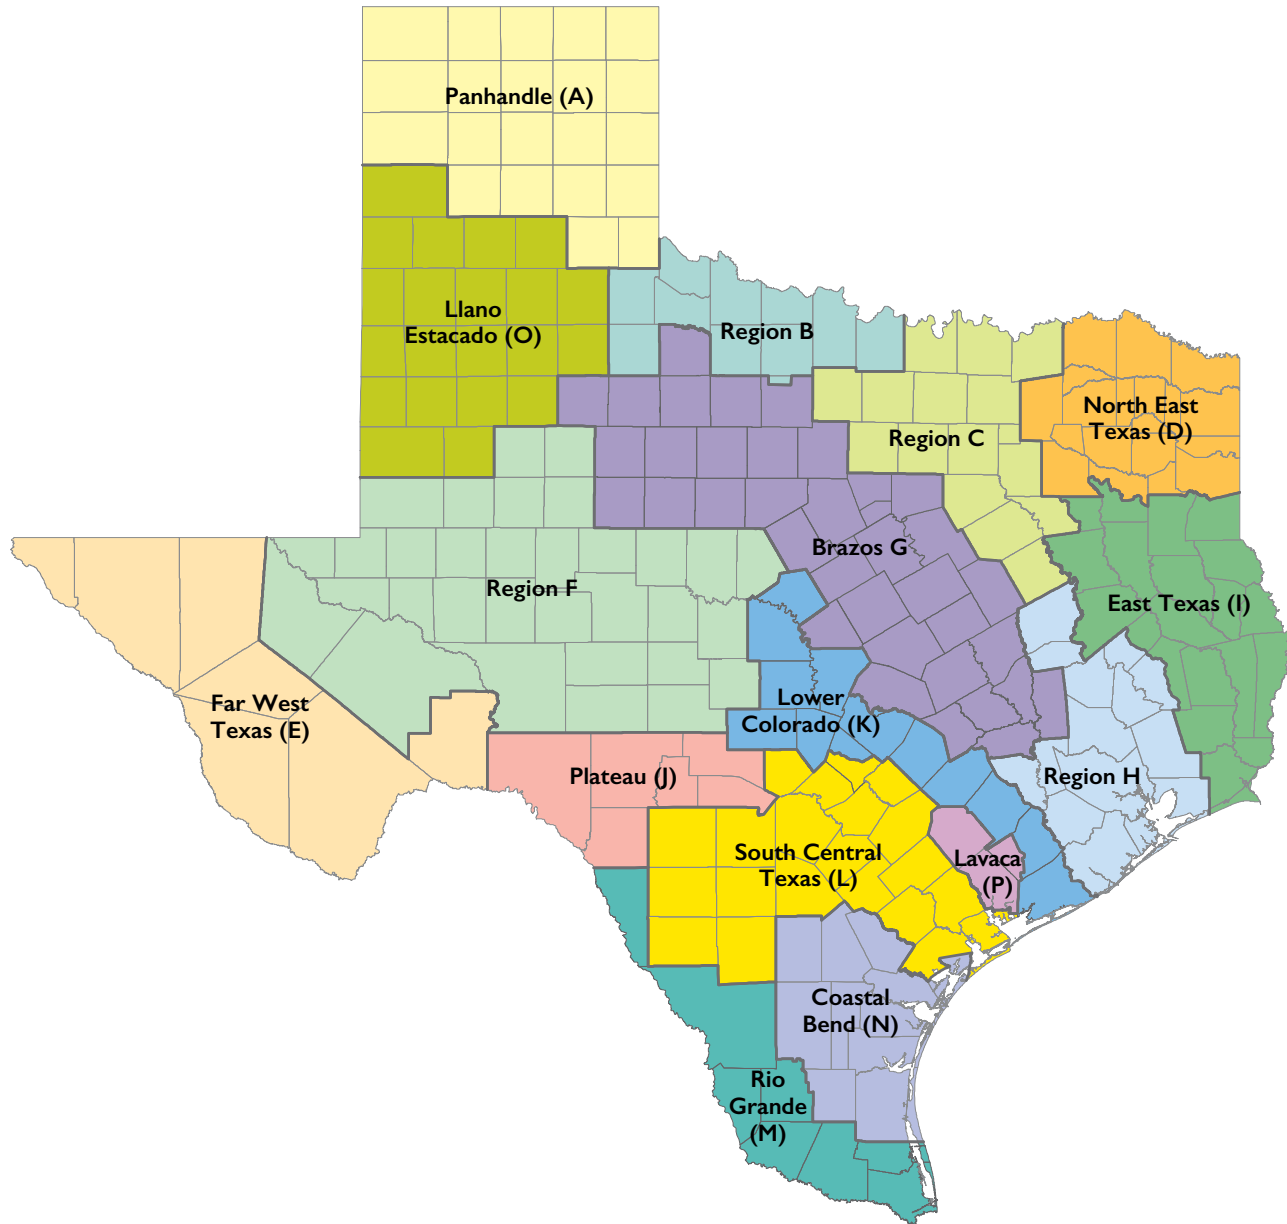 Panhandle (A)
Llano
Estacado (O)
Region B
North East
Texas (D)
Region C
Brazos G
Region F
East Texas (I)
Far West
Texas (E)
Lower
Colorado (K)
Plateau (J)
Region H
South Central
Texas (L)
Lavaca
(P)
Coastal
Bend (N)
Rio
Grande
(M)